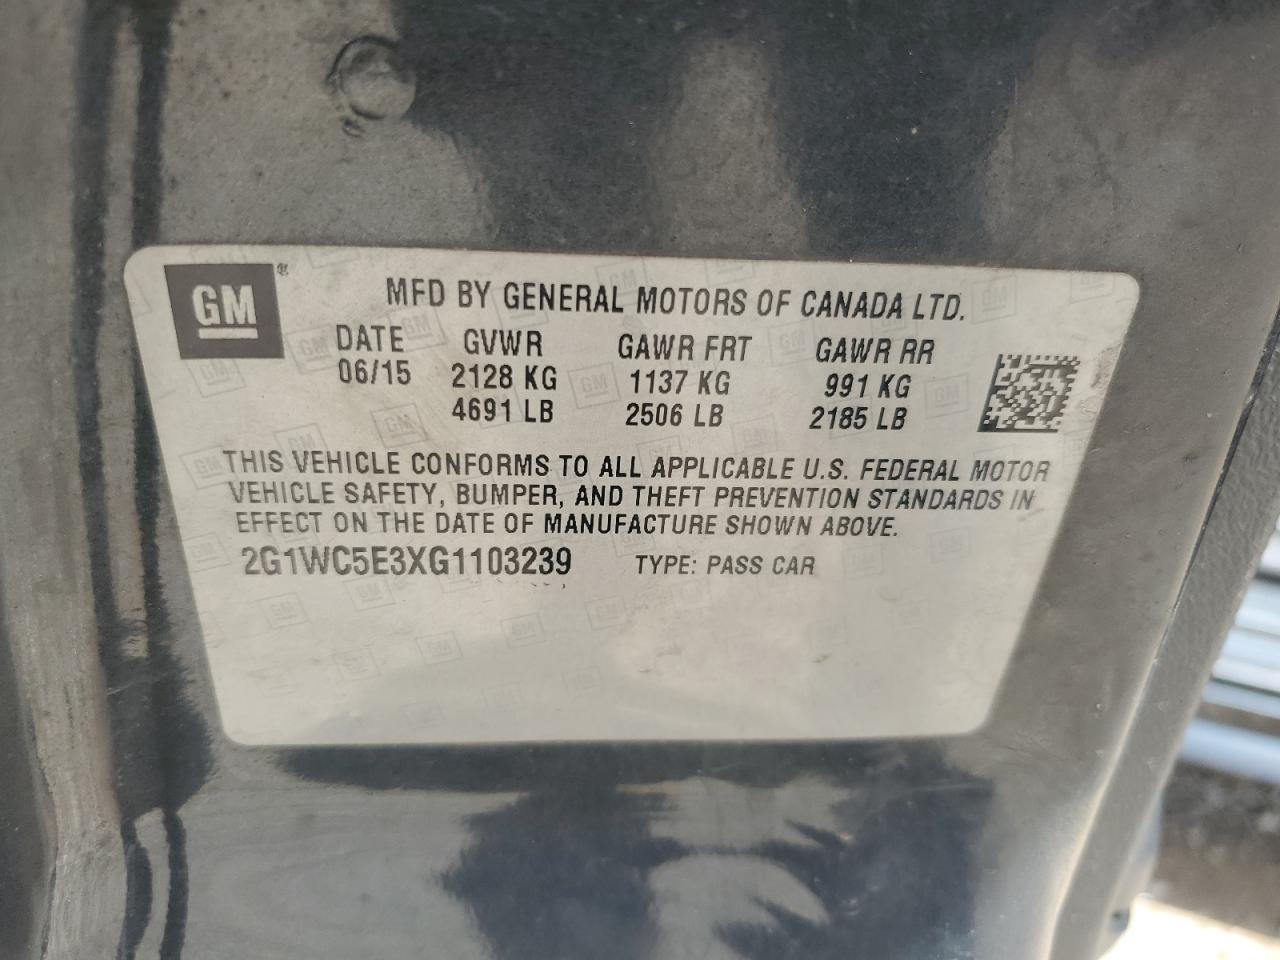 GM®
MFD BY GENERAL MOTORS OF CANADA LTD.
DATE GVWR GAWR FRT GAWR RR
06/15 2128 KG 1137 KG 991 KG
4691 LB 2506 LB 2185 LB
THIS VEHICLE CONFORMS TO ALL APPLICABLE U.S. FEDERAL MOTOR
VEHICLE SAFETY, BUMPER, AND THEFT PREVENTION STANDARDS IN
EFFECT ON THE DATE OF MANUFACTURE SHOWN ABOVE.
2G1WC5E3XG1103239 TYPE: PASS CAR